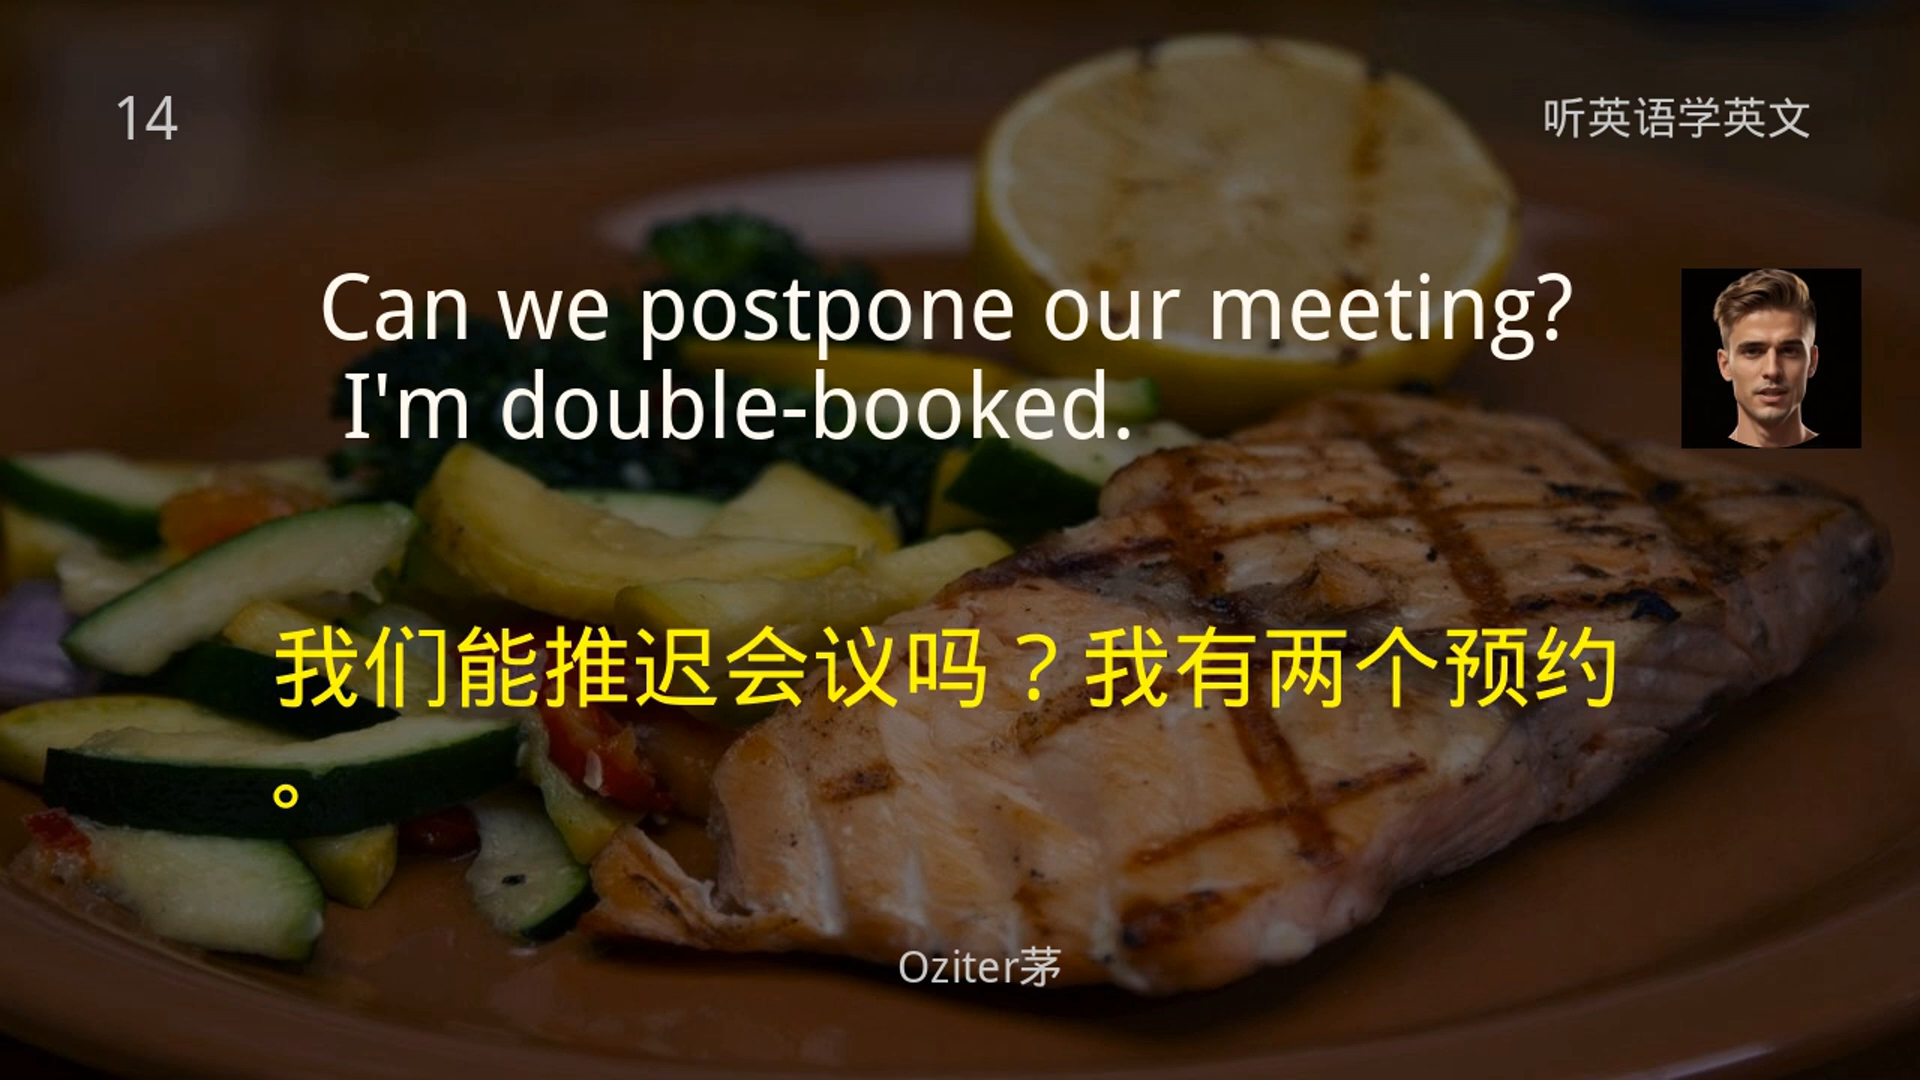 14
听英语学英文
Can we postpone our meeting?
I'm double-booked.
我们能推迟会议吗？我有两个预约
。
Oziter茅